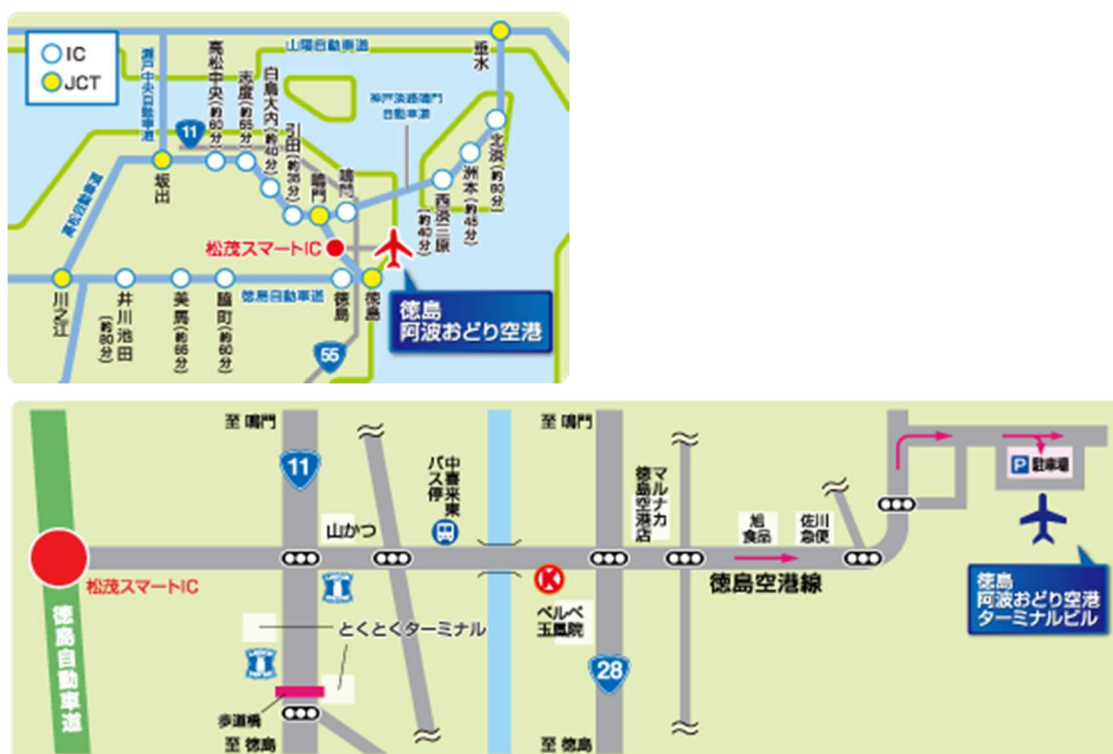 IC
JCT
山陽自動車道
瀬戸中央自動車道
高松中央(約60分)
志度(約55分)
白鳥大内(約40分)
引田(約35分)
鳴門
鳴門
11
神戸淡路鳴門
自動車道
垂水
北淡(約60分)
洲本(約45分)
西淡三原
(約40分)
坂出
高松自動車道
松茂スマートIC
徳島自動車道
川之江
井川池田
(約80分)
美馬(約65分)
脇町(約60分)
徳島
徳島
55
徳島
阿波おどり空港
至 鳴門
至 鳴門
11
山かつ
中喜来東
バス停
マルナカ
徳島空港店
旭
食品
佐川
急便
P 駐車場
松茂スマートIC
徳島自動車道
K
ベルベ
玉鳳院
徳島空港線
徳島
阿波おどり空港
ターミナルビル
とくとくターミナル
28
歩道橋
至 徳島
至 徳島